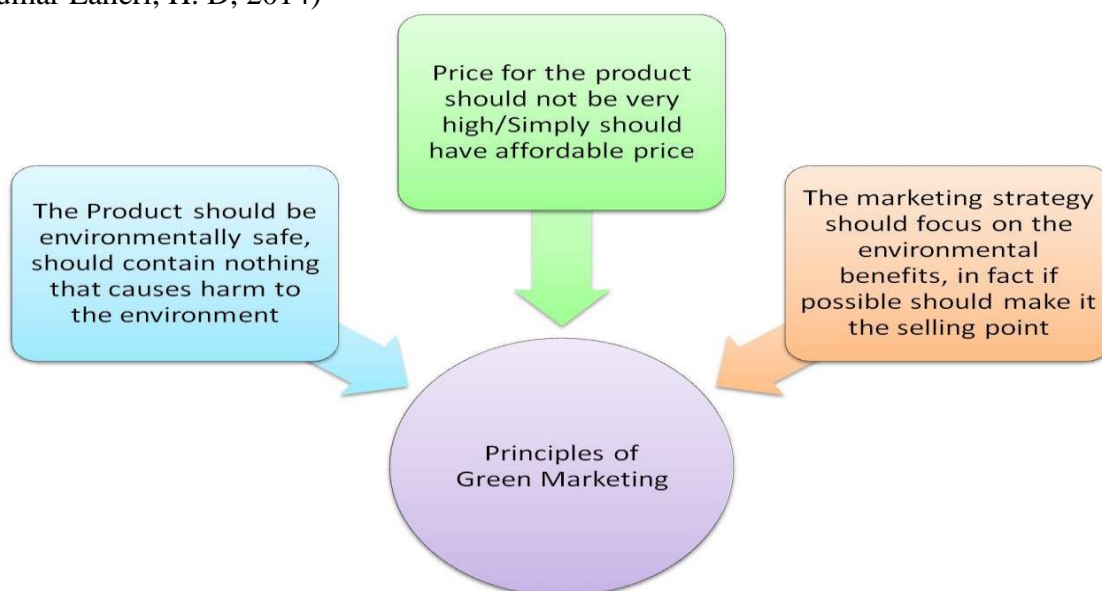 H. D, 2014)
Price for the product
should not be very
high/Simply should
have affordable price
The Product should be
environmentally safe,
should contain nothing
that causes harm to
the environment
The marketing strategy
should focus on the
environmental
benefits, in fact if
possible should make it
the selling point
Principles of
Green Marketing